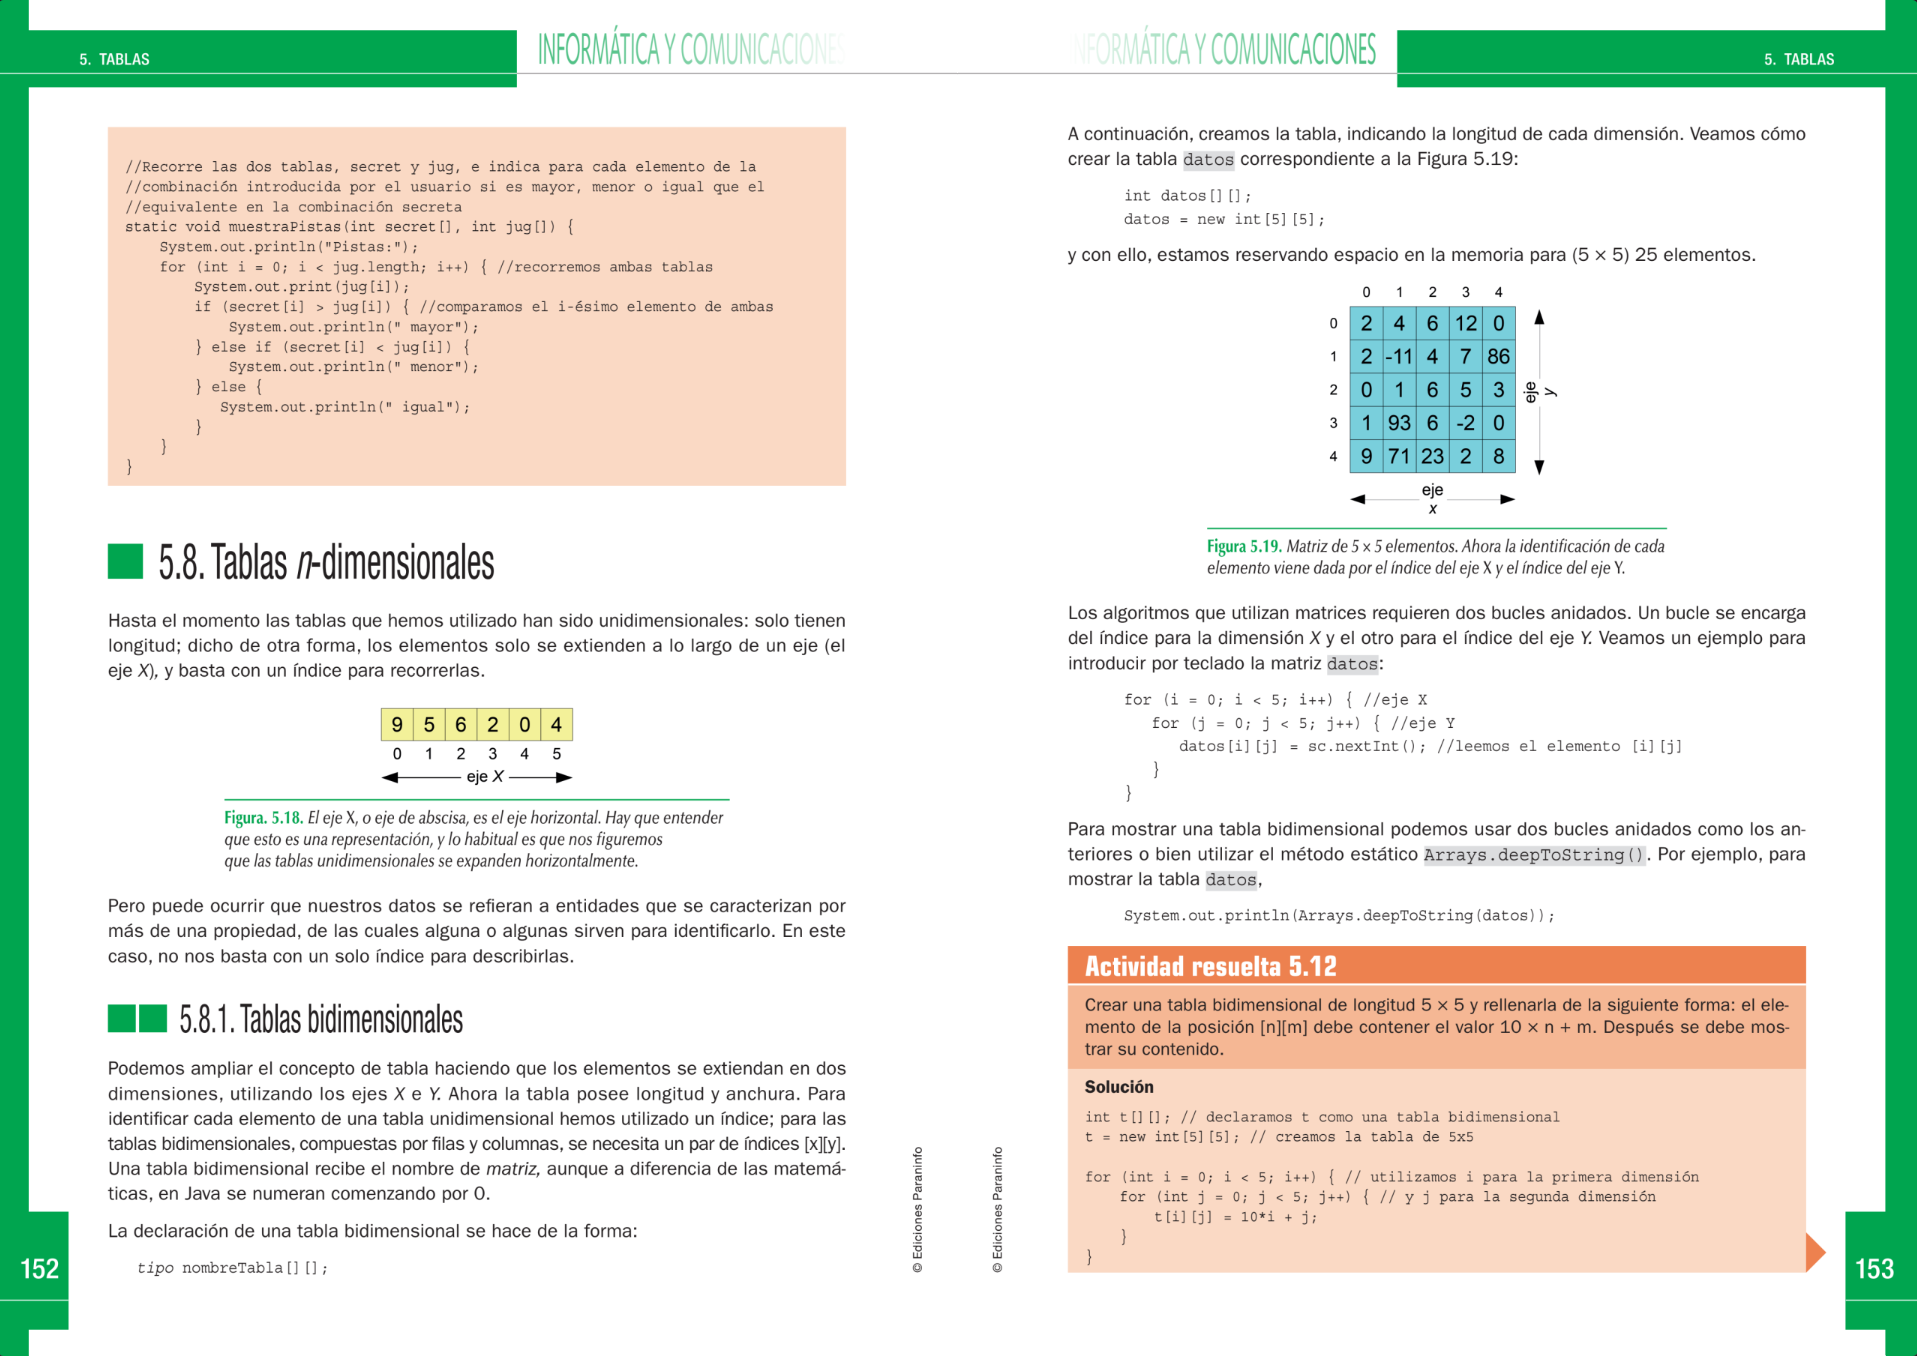 5. TABLAS
INFORMÁTICA Y COMUNICACIONES
//Recorre las dos tablas, secret y jug, e indica para cada elemento de la
//combinación introducida por el usuario si es mayor, menor o igual que el
//equivalente en la combinación secreta
static void muestraPistas(int secret[], int jug[]) {
    System.out.println("Pistas:");
    for (int i = 0; i < jug.length; i++) { //recorremos ambas tablas
        System.out.print(jug[i]);
        if (secret[i] > jug[i]) { //comparamos el i-ésimo elemento de ambas
            System.out.println(" mayor");
        } else if (secret[i] < jug[i]) {
            System.out.println(" menor");
        } else {
           System.out.println(" igual");
        }
    }
}
5.8. Tablas n-dimensionales
Hasta el momento las tablas que hemos utilizado han sido unidimensionales: solo tienen
longitud; dicho de otra forma, los elementos solo se extienden a lo largo de un eje (el
eje X), y basta con un índice para recorrerlas.
9 5 6 2 0 4
0 1 2 3 4 5
eje X
Figura. 5.18. El eje X, o eje de abscisa, es el eje horizontal. Hay que entender
que esto es una representación, y lo habitual es que nos figuremos
que las tablas unidimensionales se expanden horizontalmente.
Pero puede ocurrir que nuestros datos se refieran a entidades que se caracterizan por
más de una propiedad, de las cuales alguna o algunas sirven para identificarlo. En este
caso, no nos basta con un solo índice para describirlas.
5.8.1. Tablas bidimensionales
Podemos ampliar el concepto de tabla haciendo que los elementos se extiendan en dos
dimensiones, utilizando los ejes X e Y. Ahora la tabla posee longitud y anchura. Para
identificar cada elemento de una tabla unidimensional hemos utilizado un índice; para las
tablas bidimensionales, compuestas por filas y columnas, se necesita un par de índices [x][y].
Una tabla bidimensional recibe el nombre de matriz, aunque a diferencia de las matemá-
ticas, en Java se numeran comenzando por 0.
La declaración de una tabla bidimensional se hace de la forma:
tipo nombreTabla[][];
© Ediciones Paraninfo
152
INFORMÁTICA Y COMUNICACIONES
5. TABLAS
A continuación, creamos la tabla, indicando la longitud de cada dimensión. Veamos cómo
crear la tabla datos correspondiente a la Figura 5.19:
int datos[][];
datos = new int[5][5];
y con ello, estamos reservando espacio en la memoria para (5 × 5) 25 elementos.
0 1 2 3 4
0 2 4 6 12 0
1 2 -11 4 7 86
2 0 1 6 5 3
3 1 93 6 -2 0
4 9 71 23 2 8
eje
y
eje
x
Figura 5.19. Matriz de 5 × 5 elementos. Ahora la identificación de cada
elemento viene dada por el índice del eje X y el índice del eje Y.
Los algoritmos que utilizan matrices requieren dos bucles anidados. Un bucle se encarga
del índice para la dimensión X y el otro para el índice del eje Y. Veamos un ejemplo para
introducir por teclado la matriz datos:
for (i = 0; i < 5; i++) { //eje X
   for (j = 0; j < 5; j++) { //eje Y
      datos[i][j] = sc.nextInt(); //leemos el elemento [i][j]
   }
}
Para mostrar una tabla bidimensional podemos usar dos bucles anidados como los an-
teriores o bien utilizar el método estático Arrays.deepToString(). Por ejemplo, para
mostrar la tabla datos,
System.out.println(Arrays.deepToString(datos));
Actividad resuelta 5.12
Crear una tabla bidimensional de longitud 5 × 5 y rellenarla de la siguiente forma: el ele-
mento de la posición [n][m] debe contener el valor 10 × n + m. Después se debe mos-
trar su contenido.
Solución
int t[][]; // declaramos t como una tabla bidimensional
t = new int[5][5]; // creamos la tabla de 5x5
for (int i = 0; i < 5; i++) { // utilizamos i para la primera dimensión
    for (int j = 0; j < 5; j++) { // y j para la segunda dimensión
        t[i][j] = 10*i + j;
    }
}
© Ediciones Paraninfo
153